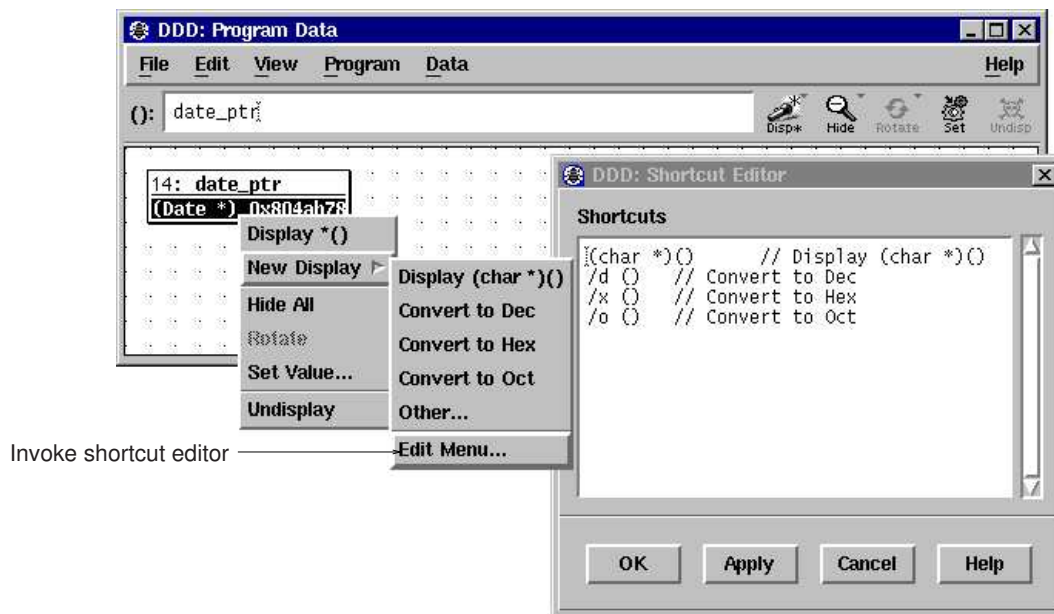 DDD: Program Data
File Edit View Program Data Help
(): date_ptr
Disp* Hide Rotate Set Undisp
14: date_ptr
(Date *) 0x804ab78
Display *()
New Display
Hide All
Rotate
Set Value...
Undisplay
Display (char *)()
Convert to Dec
Convert to Hex
Convert to Oct
Other...
Edit Menu...
Invoke shortcut editor
DDD: Shortcut Editor
Shortcuts
(char *)() // Display (char *)()
/d () // Convert to Dec
/x () // Convert to Hex
/o () // Convert to Oct
OK Apply Cancel Help